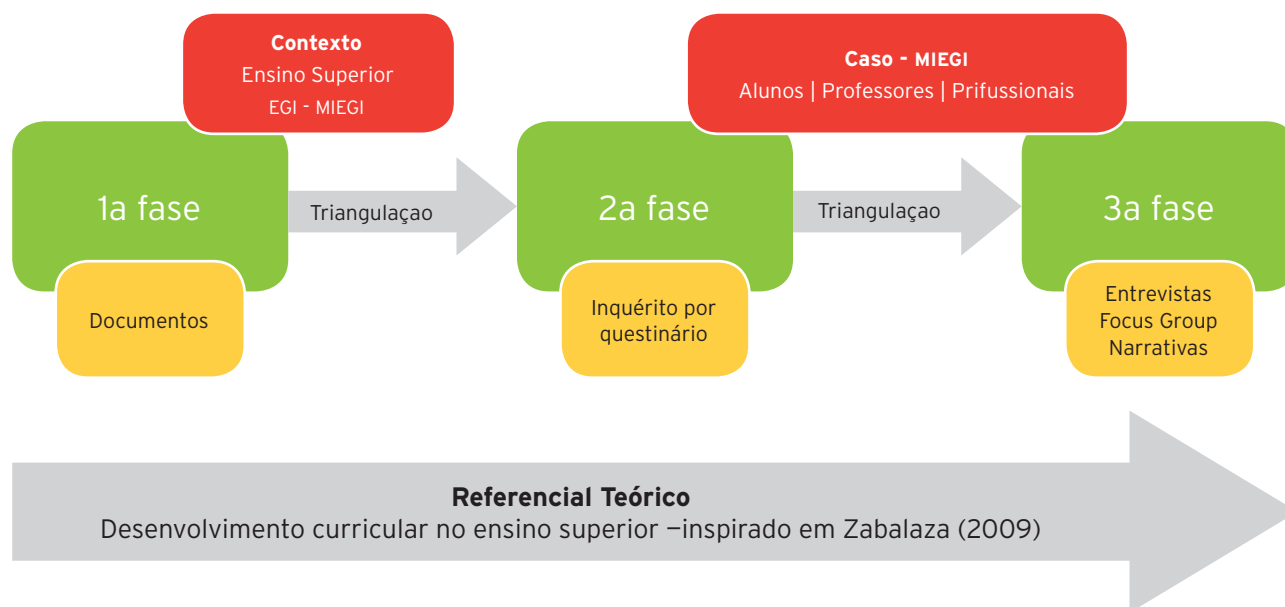 Contexto
Ensino Superior
EGI - MIEGI
Caso - MIEGI
Alunos | Professores | Prifussionais
1a fase
Triangulaçao
2a fase
Triangulaçao
3a fase
Documentos
Inquérito por
questinário
Entrevistas
Focus Group
Narrativas
Referencial Teórico
Desenvolvimento curricular no ensino superior —inspirado em Zabalaza (2009)